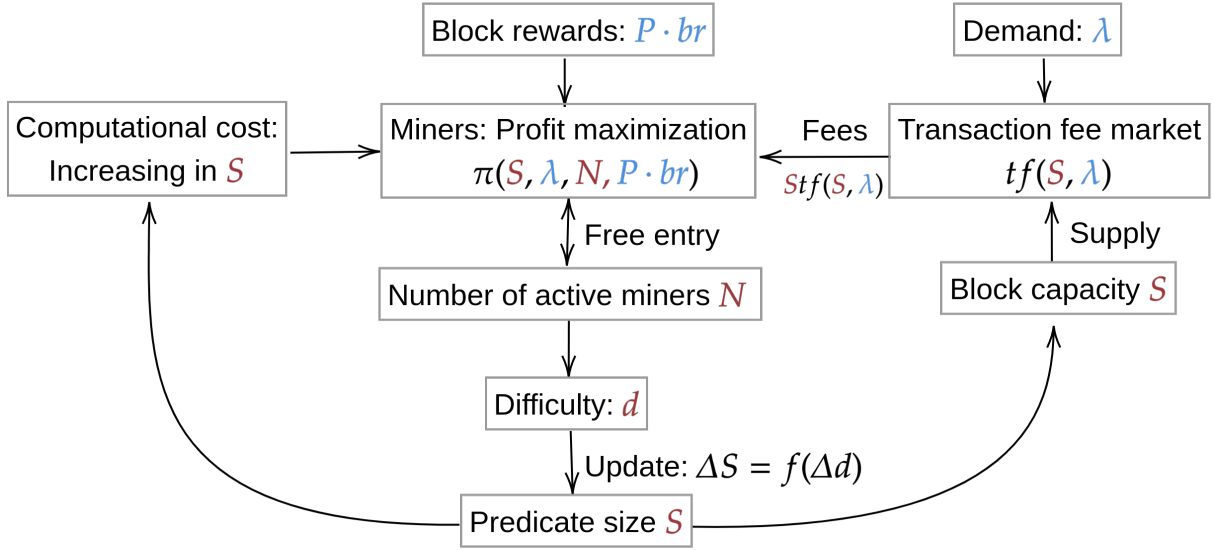 Block rewards: P · br
Demand: λ
Computational cost:
Increasing in S
Miners: Profit maximization
π(S, λ, N, P · br)
Fees
S tf(S, λ)
Transaction fee market
tf(S, λ)
Free entry
Supply
Number of active miners N
Block capacity S
Difficulty: d
Update: ΔS = f(Δd)
Predicate size S